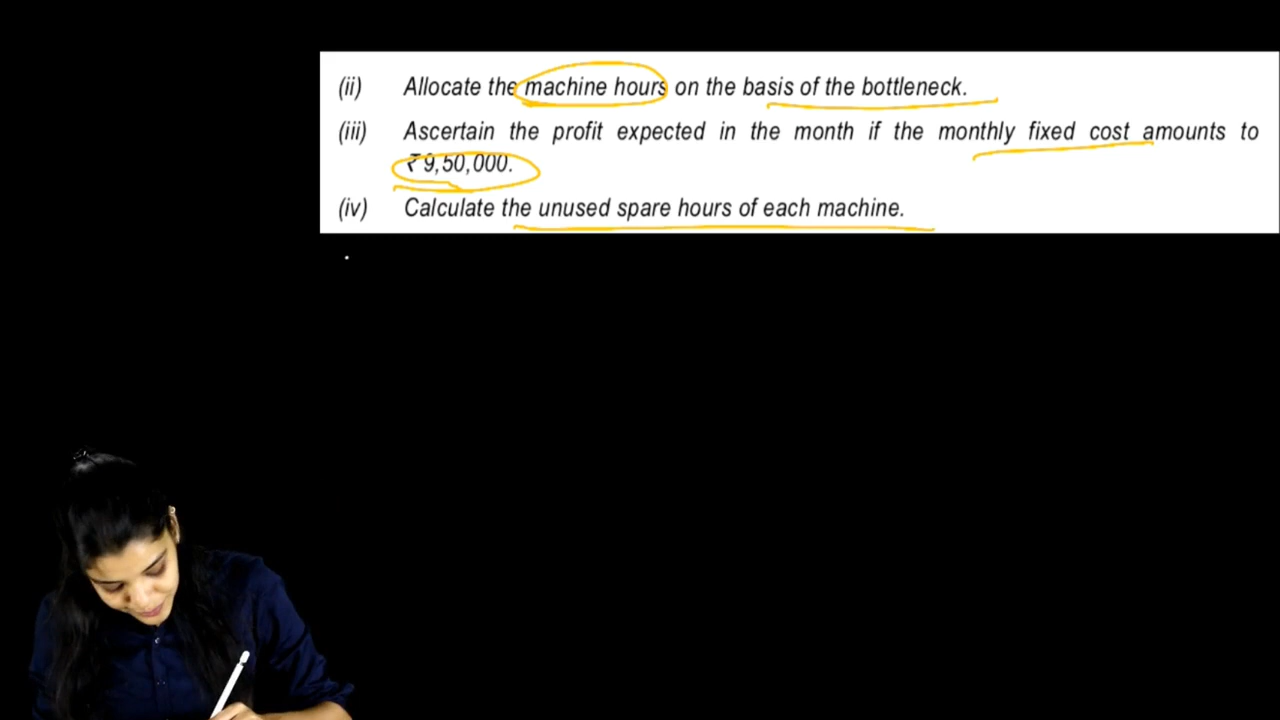 (ii) Allocate the machine hours on the basis of the bottleneck.
(iii) Ascertain the profit expected in the month if the monthly fixed cost amounts to
₹9,50,000.
(iv) Calculate the unused spare hours of each machine.